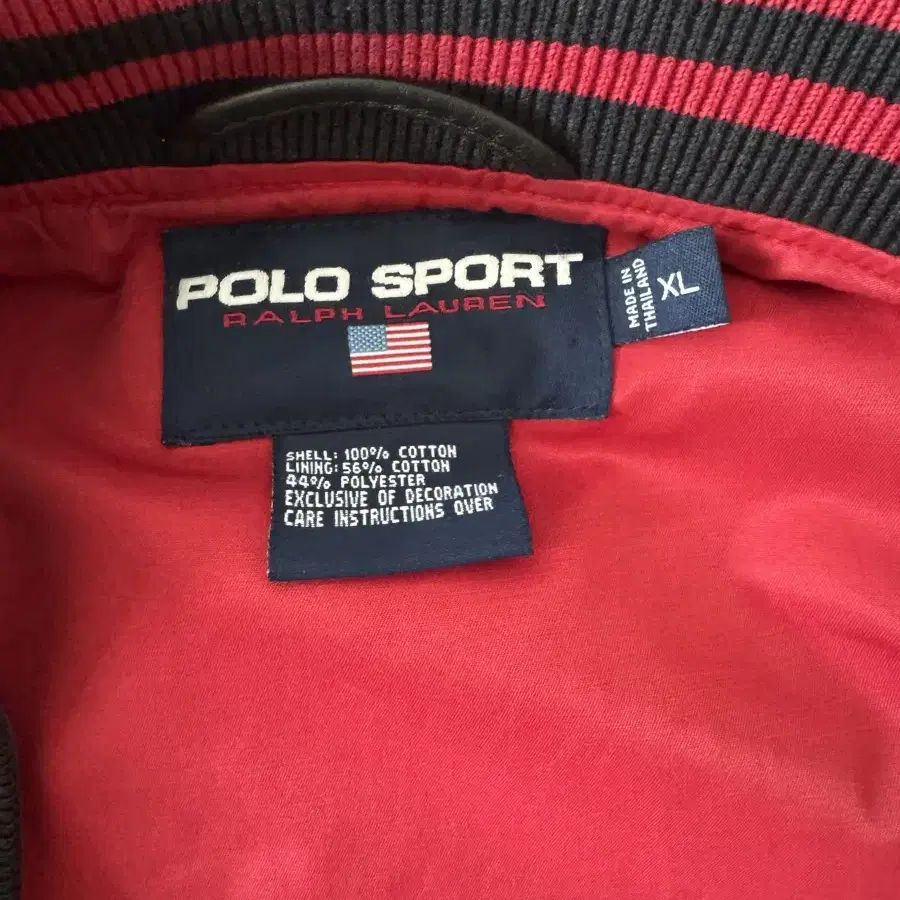 POLO SPORT
RALPH LAUREN
MADE IN
THAILAND
XL
SHELL: 100% COTTON
LINING: 56% COTTON
44% POLYESTER
EXCLUSIVE OF DECORATION
CARE INSTRUCTIONS OVER